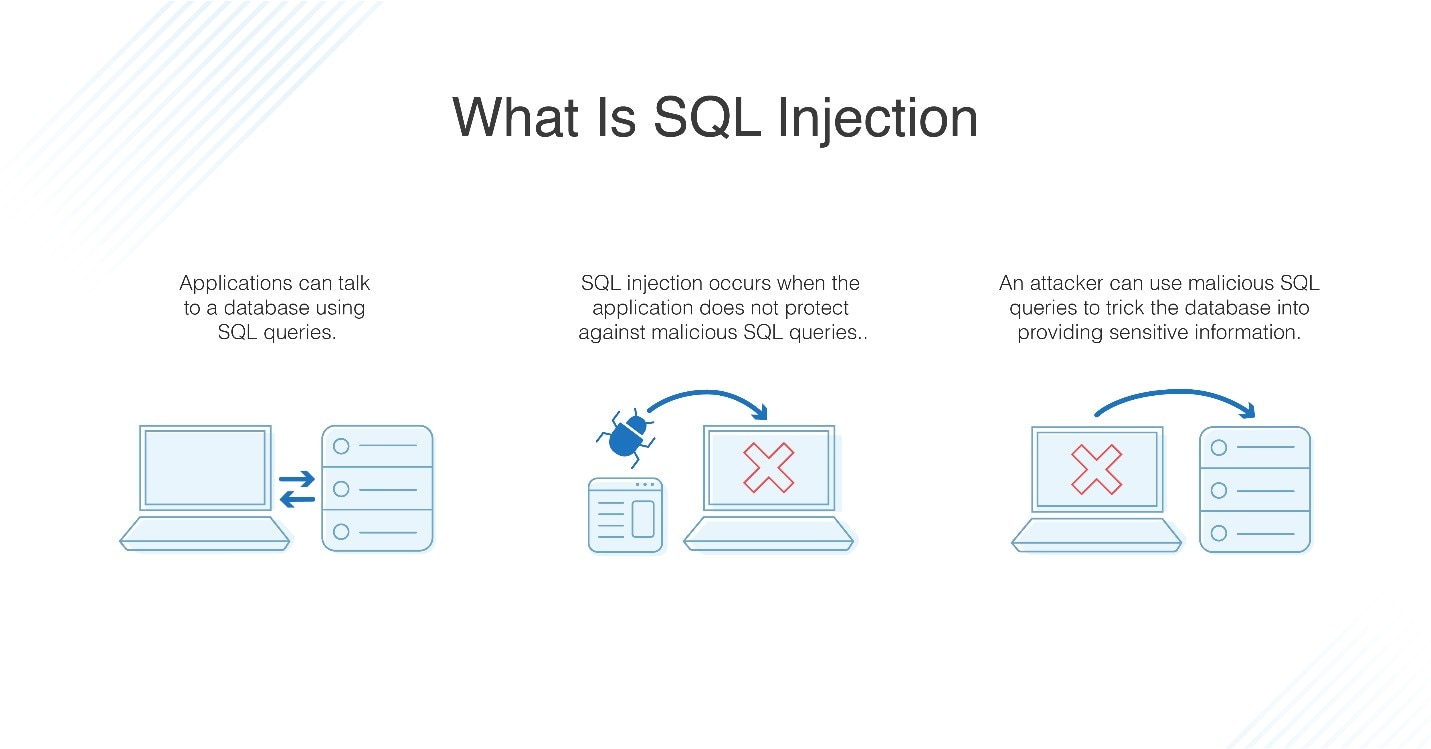 What Is SQL Injection
Applications can talk
to a database using
SQL queries.
SQL injection occurs when the
application does not protect
against malicious SQL queries..
An attacker can use malicious SQL
queries to trick the database into
providing sensitive information.